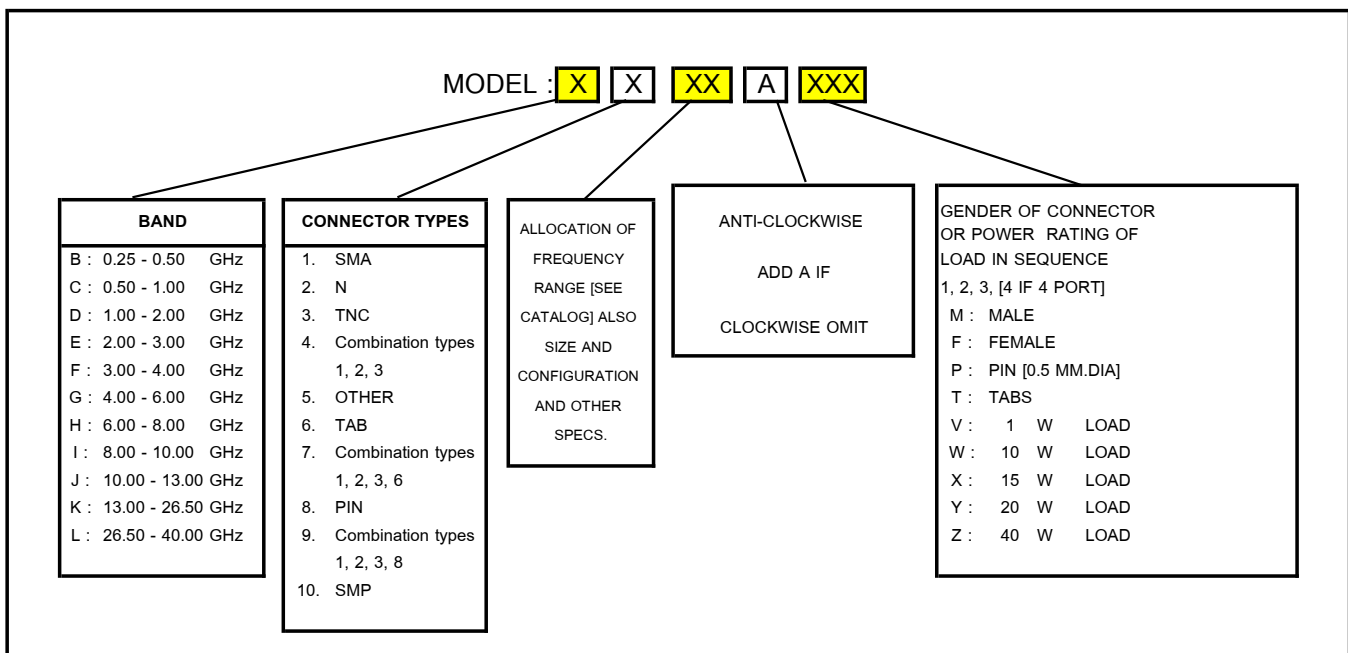 MODEL : X X XX A XXX
BAND
B : 0.25 - 0.50 GHz
C : 0.50 - 1.00 GHz
D : 1.00 - 2.00 GHz
E : 2.00 - 3.00 GHz
F : 3.00 - 4.00 GHz
G : 4.00 - 6.00 GHz
H : 6.00 - 8.00 GHz
I : 8.00 - 10.00 GHz
J : 10.00 - 13.00 GHz
K : 13.00 - 26.50 GHz
L : 26.50 - 40.00 GHz
CONNECTOR TYPES
1. SMA
2. N
3. TNC
4. Combination types
1, 2, 3
5. OTHER
6. TAB
7. Combination types
1, 2, 3, 6
8. PIN
9. Combination types
1, 2, 3, 8
10. SMP
ALLOCATION OF
FREQUENCY
RANGE [SEE
CATALOG] ALSO
SIZE AND
CONFIGURATION
AND OTHER
SPECS.
ANTI-CLOCKWISE
ADD A IF
CLOCKWISE OMIT
GENDER OF CONNECTOR
OR POWER RATING OF
LOAD IN SEQUENCE
1, 2, 3, [4 IF 4 PORT]
M : MALE
F : FEMALE
P : PIN [0.5 MM.DIA]
T : TABS
V : 1 W LOAD
W : 10 W LOAD
X : 15 W LOAD
Y : 20 W LOAD
Z : 40 W LOAD